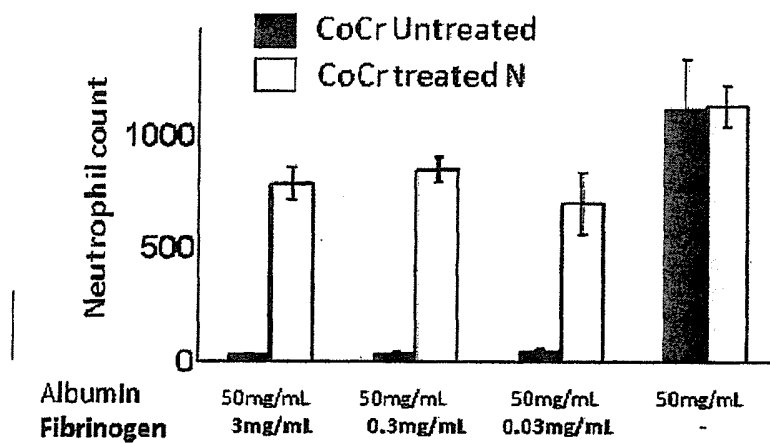 CoCr Untreated
CoCr treated N
Neutrophil count
1000
500
0
Albumin 50mg/mL 50mg/mL 50mg/mL 50mg/mL
Fibrinogen 3mg/mL 0.3mg/mL 0.03mg/mL -